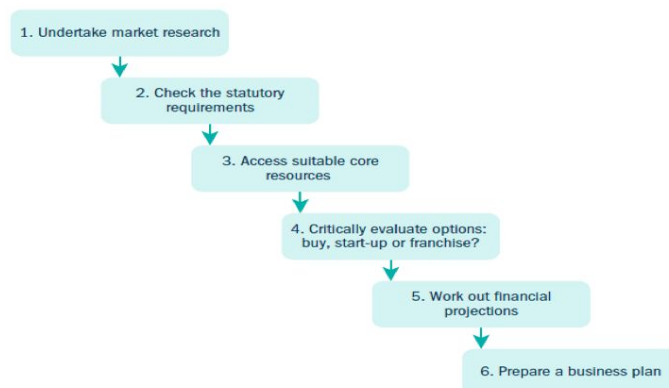 1. Undertake market research
2. Check the statutory
requirements
3. Access suitable core
resources
4. Critically evaluate options:
buy, start-up or franchise?
5. Work out financial
projections
6. Prepare a business plan